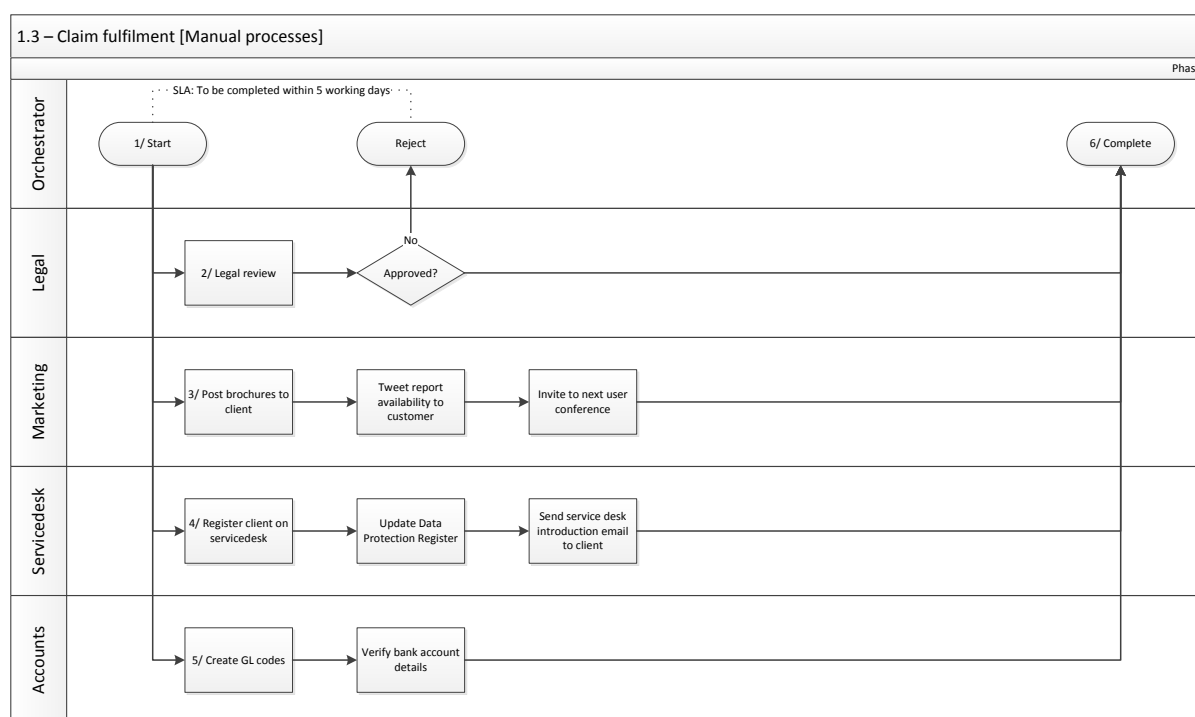 1.3 – Claim fulfilment [Manual processes]
Phas
Orchestrator
SLA: To be completed within 5 working days
1/ Start
Reject
6/ Complete
Legal
No
2/ Legal review
Approved?
Marketing
3/ Post brochures to
client
Tweet report
availability to
customer
Invite to next user
conference
Servicedesk
4/ Register client on
servicedesk
Update Data
Protection Register
Send service desk
introduction email
to client
Accounts
5/ Create GL codes
Verify bank account
details